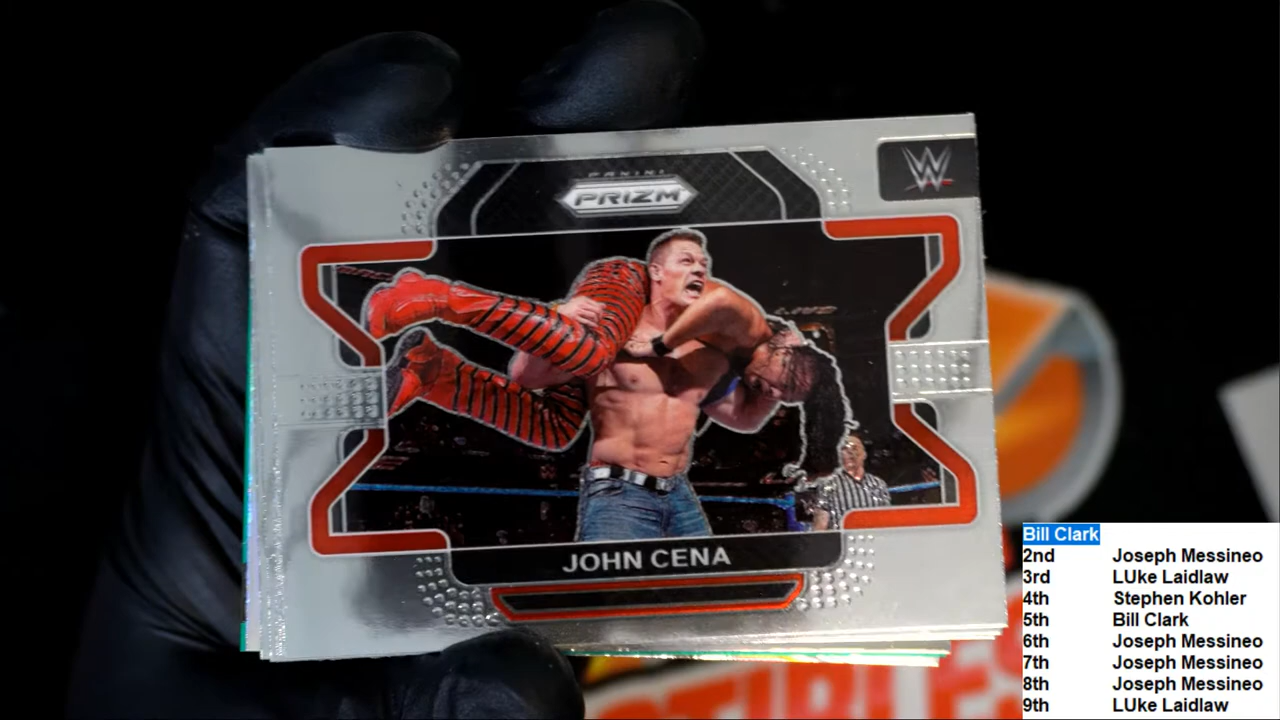 PANINI
PRIZM
W
JOHN CENA
Bill Clark
2nd Joseph Messineo
3rd LUke Laidlaw
4th Stephen Kohler
5th Bill Clark
6th Joseph Messineo
7th Joseph Messineo
8th Joseph Messineo
9th LUke Laidlaw